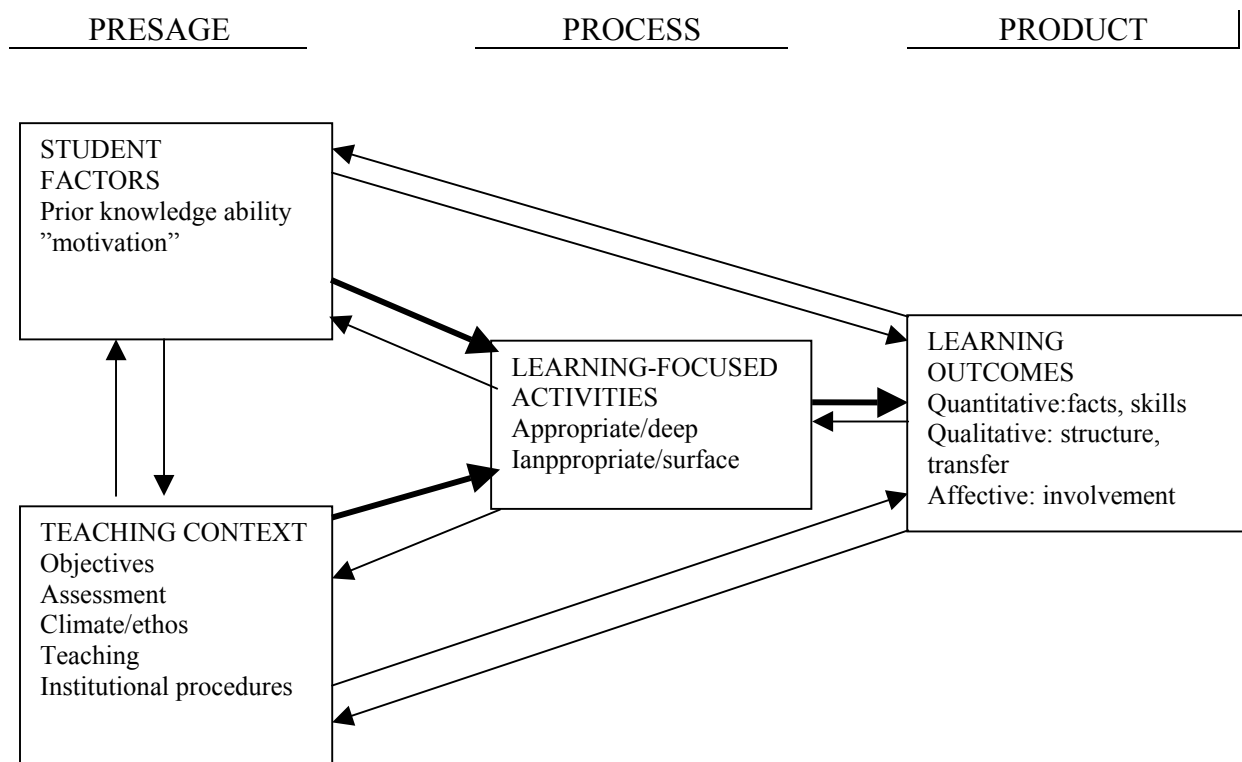 PRESAGE
PROCESS
PRODUCT
STUDENT
FACTORS
Prior knowledge ability
”motivation”
LEARNING-FOCUSED
ACTIVITIES
Appropriate/deep
Ianppropriate/surface
LEARNING
OUTCOMES
Quantitative:facts, skills
Qualitative: structure,
transfer
Affective: involvement
TEACHING CONTEXT
Objectives
Assessment
Climate/ethos
Teaching
Institutional procedures